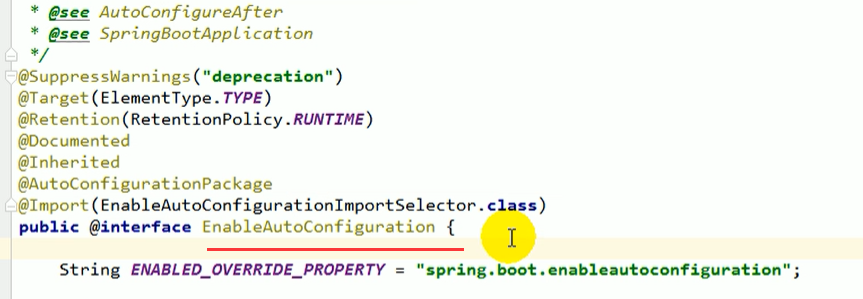 * @see AutoConfigureAfter
* @see SpringBootApplication
*/
@SuppressWarnings("deprecation")
@Target(ElementType.TYPE)
@Retention(RetentionPolicy.RUNTIME)
@Documented
@Inherited
@AutoConfigurationPackage
@Import(EnableAutoConfigurationImportSelector.class)
public @interface EnableAutoConfiguration {
String ENABLED_OVERRIDE_PROPERTY = "spring.boot.enableautoconfiguration";